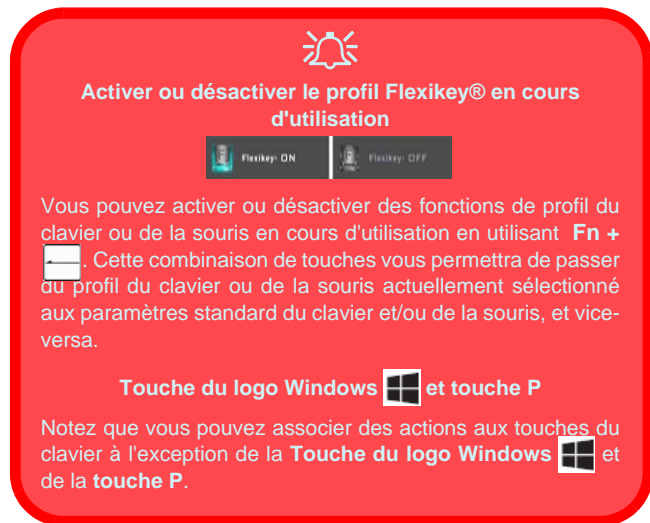 Activer ou désactiver le profil Flexikey® en cours
d'utilisation
Flexikey: ON Flexikey: OFF
Vous pouvez activer ou désactiver des fonctions de profil du
clavier ou de la souris en cours d'utilisation en utilisant Fn +
. Cette combinaison de touches vous permettra de passer
du profil du clavier ou de la souris actuellement sélectionné
aux paramètres standard du clavier et/ou de la souris, et vice-
versa.
Touche du logo Windows et touche P
Notez que vous pouvez associer des actions aux touches du
clavier à l'exception de la Touche du logo Windows et
de la touche P.